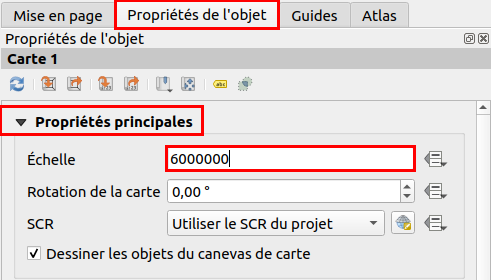 Mise en page Propriétés de l'objet Guides Atlas
Propriétés de l'objet
Carte 1
abc
Propriétés principales
Échelle 6000000
Rotation de la carte 0,00 °
SCR Utiliser le SCR du projet
Dessiner les objets du canevas de carte